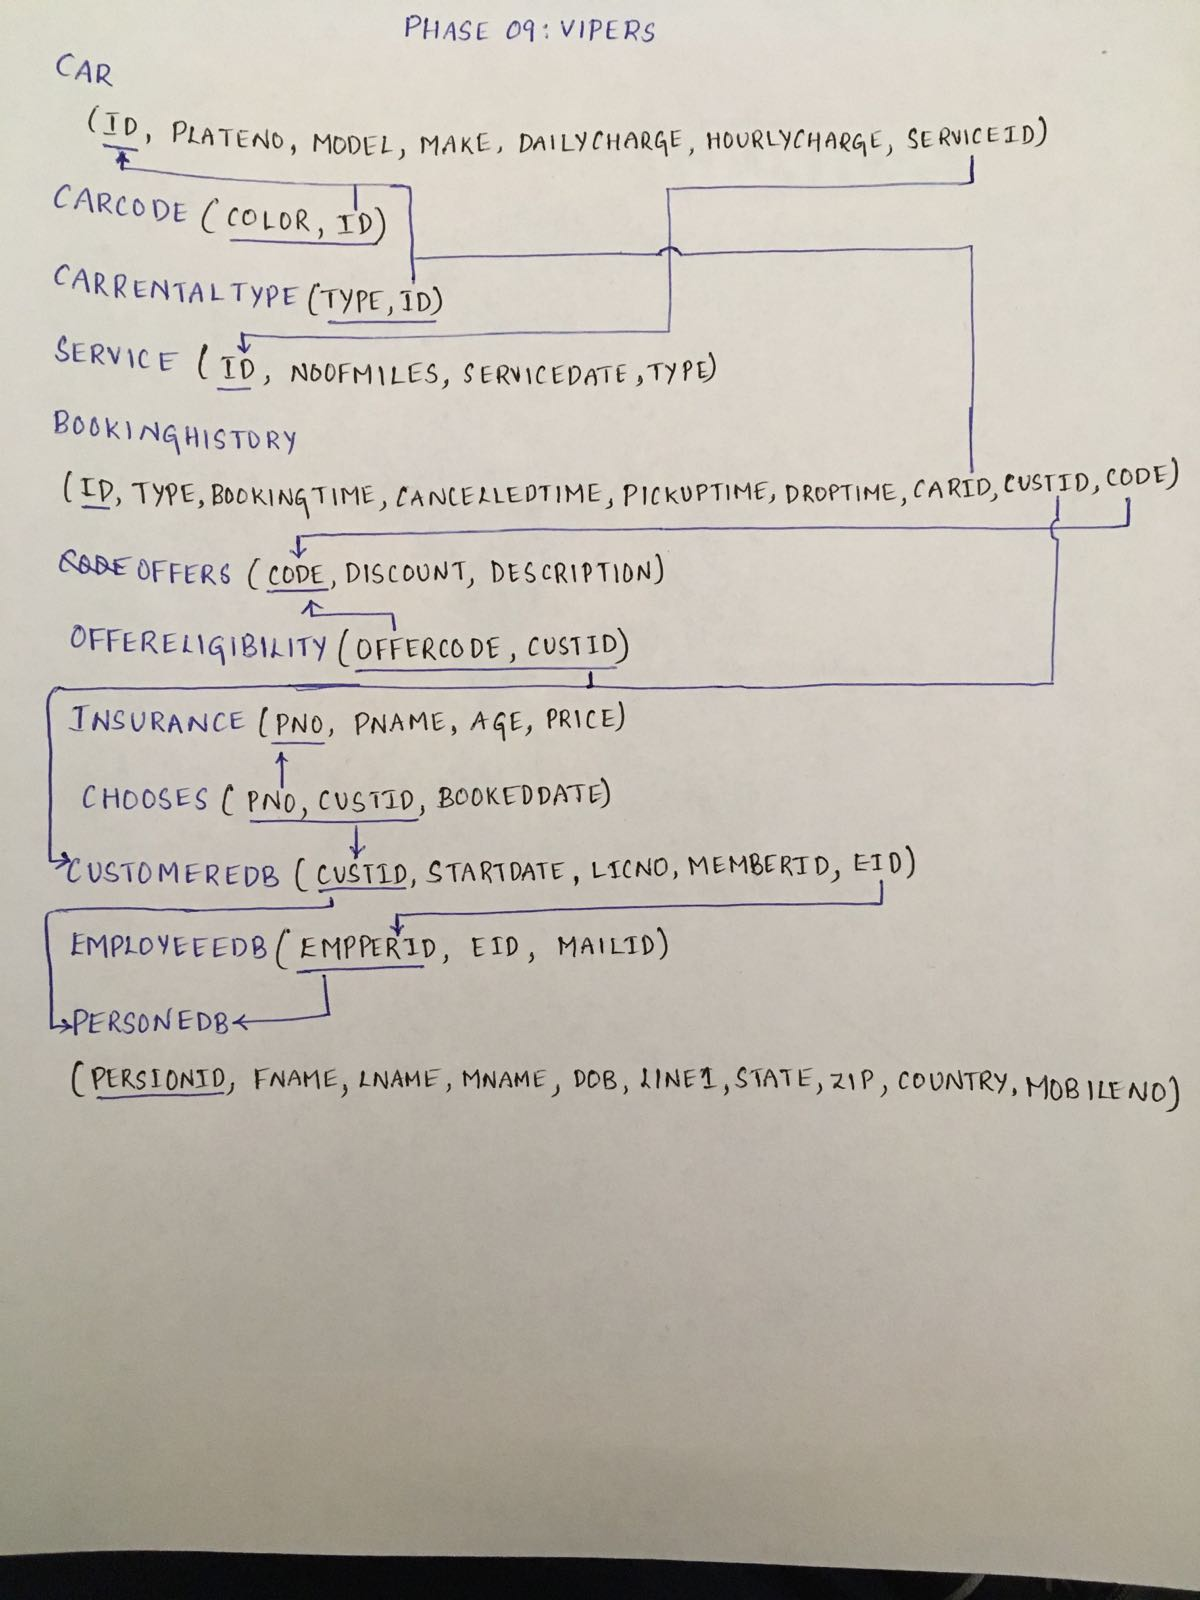 PHASE 09: VIPERS
CAR
(ID, PLATENO, MODEL, MAKE, DAILYCHARGE, HOURLYCHARGE, SERVICEID)
CARCODE (COLOR, ID)
CARRENTALTYPE (TYPE, ID)
SERVICE (ID, NOOFMILES, SERVICEDATE, TYPE)
BOOKINGHISTORY
(ID, TYPE, BOOKINGTIME, CANCELLEDTIME, PICKUPTIME, DROPTIME, CARID, CUSTID, CODE)
CODE OFFERS (CODE, DISCOUNT, DESCRIPTION)
OFFERELIGIBILITY (OFFERCODE, CUSTID)
INSURANCE (PNO, PNAME, AGE, PRICE)
CHOOSES (PNO, CUSTID, BOOKEDDATE)
CUSTOMEREDB (CUSTID, STARTDATE, LICNO, MEMBERID, EID)
EMPLOYEEEDB (EMPPERID, EID, MAILID)
PERSONEDB
(PERSIONID, FNAME, LNAME, MNAME, DOB, LINE1, STATE, ZIP, COUNTRY, MOBILENO)